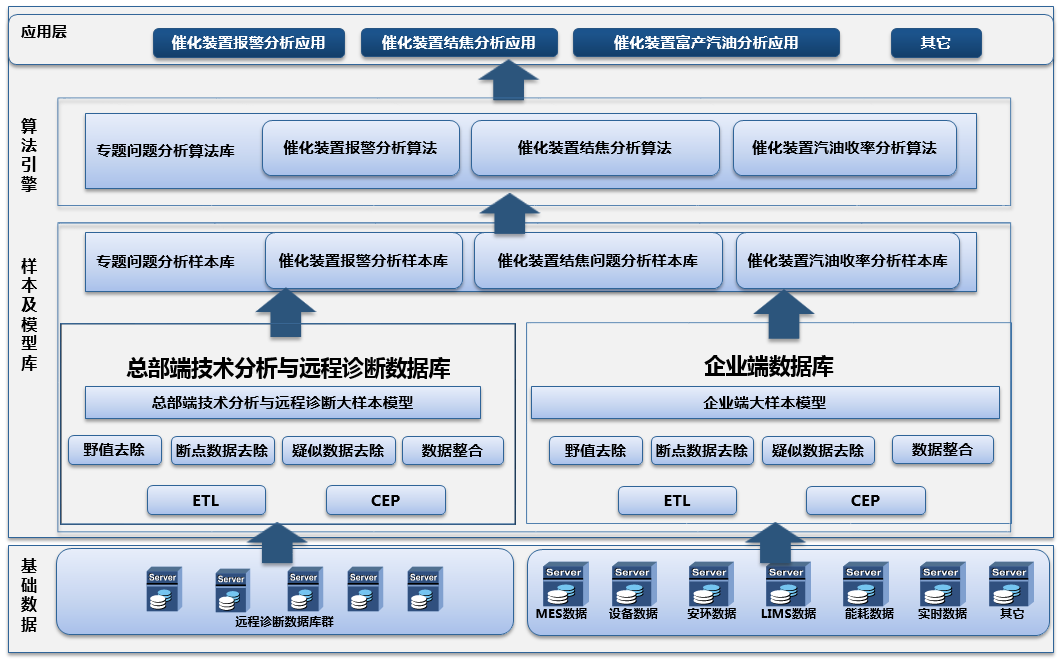 应用层
催化装置报警分析应用
催化装置结焦分析应用
催化装置富产汽油分析应用
其它
算法引擎
专题问题分析算法库
催化装置报警分析算法
催化装置结焦分析算法
催化装置汽油收率分析算法
样本及模型库
专题问题分析样本库
催化装置报警分析样本库
催化装置结焦问题分析样本库
催化装置汽油收率分析样本库
总部端技术分析与远程诊断数据库
总部端技术分析与远程诊断大样本模型
野值去除
断点数据去除
疑似数据去除
数据整合
ETL
CEP
企业端数据库
企业端大样本模型
野值去除
断点数据去除
疑似数据去除
数据整合
ETL
CEP
基础数据
Server
Server
Server
Server
Server
远程诊断数据库群
Server
Server
Server
Server
Server
Server
Server
MES数据
设备数据
安环数据
LIMS数据
能耗数据
实时数据
其它